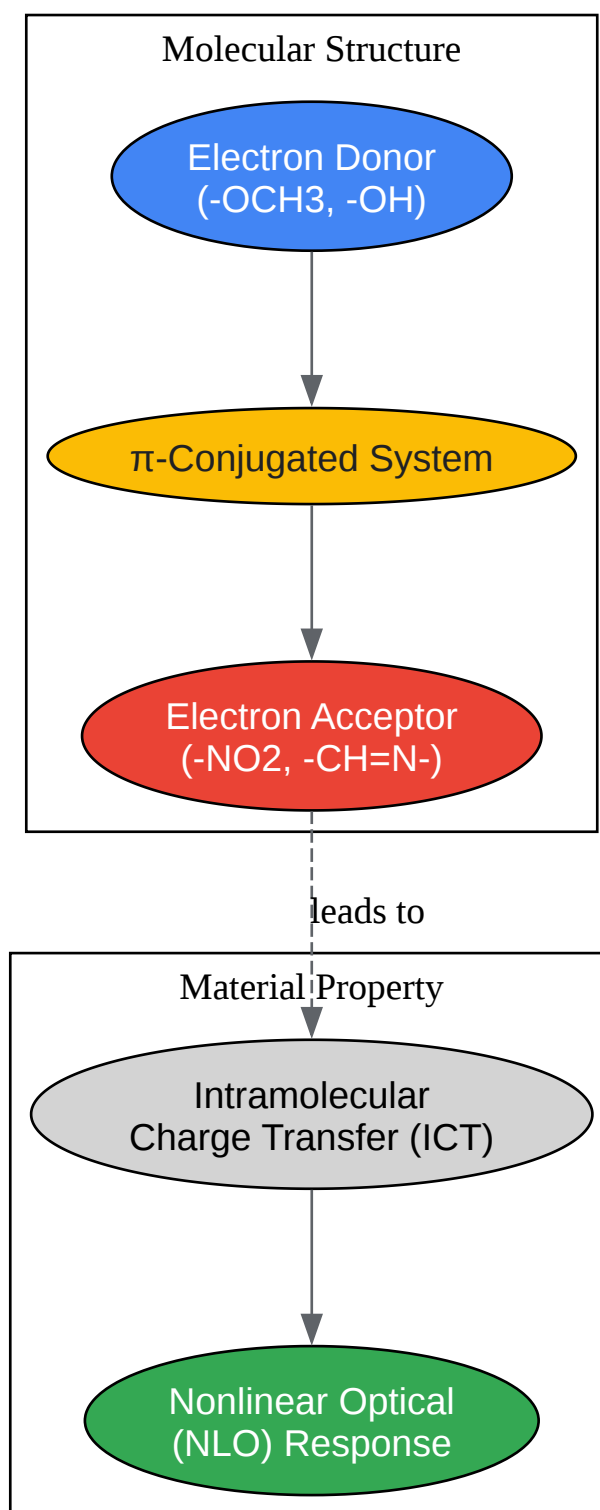 Molecular Structure
Electron Donor
(-OCH3, -OH)
π-Conjugated System
Electron Acceptor
(-NO2, -CH=N-)
leads to
Material Property
Intramolecular
Charge Transfer (ICT)
Nonlinear Optical
(NLO) Response